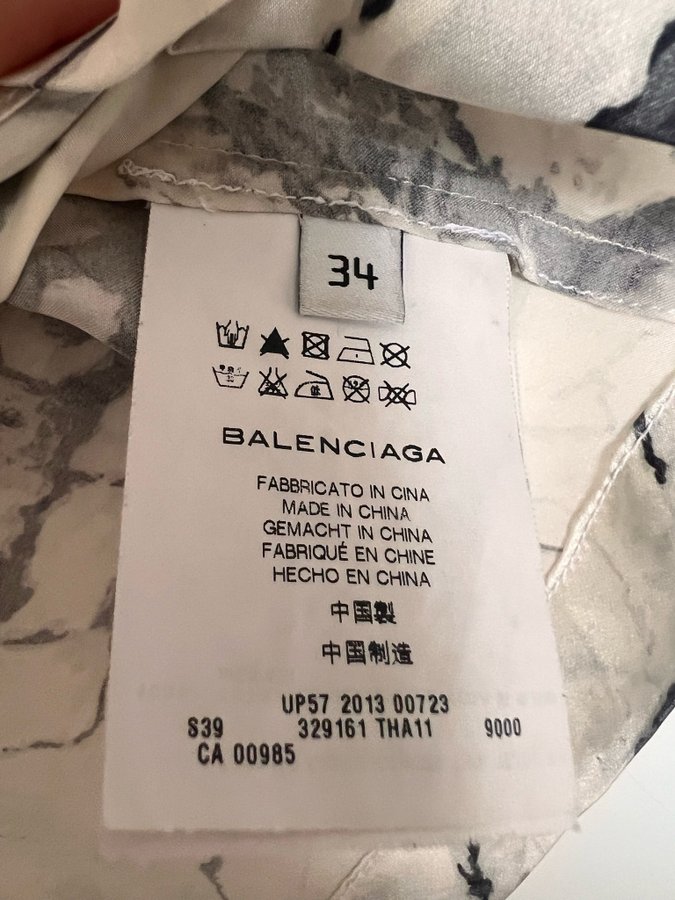 34
BALENCIAGA
FABBRICATO IN CINA
MADE IN CHINA
GEMACHT IN CHINA
FABRIQUÉ EN CHINE
HECHO EN CHINA
中国製
中国制造
UP57 2013 00723
S39 329161 THA11 9000
CA 00985